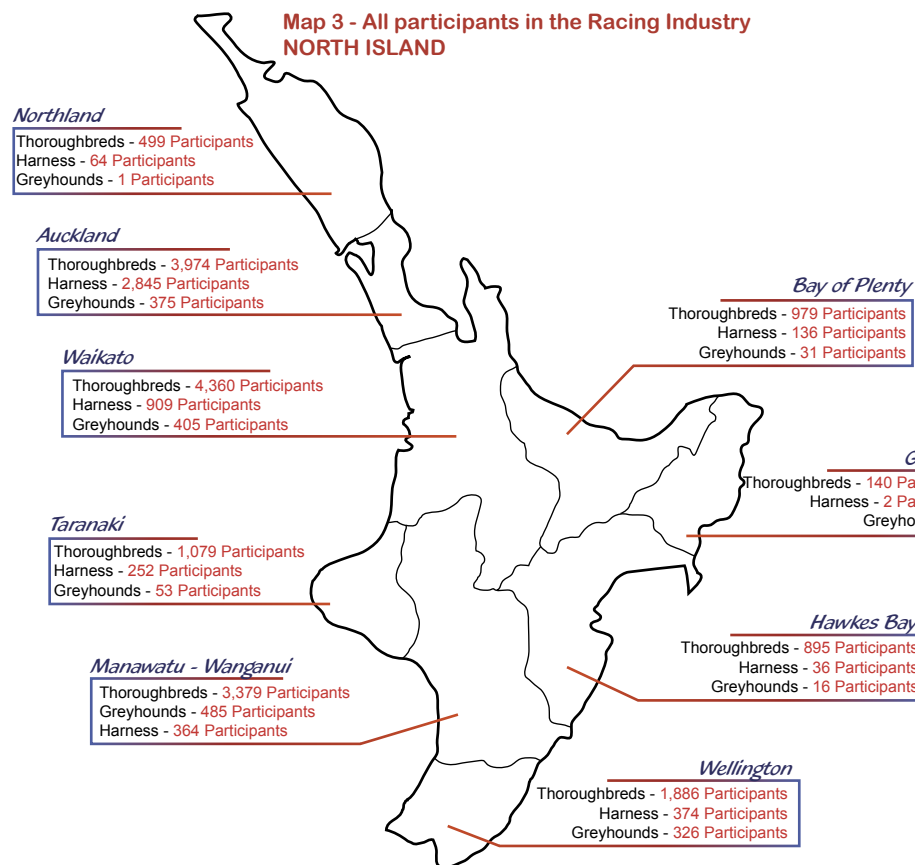 Map 3 - All participants in the Racing Industry
NORTH ISLAND
Northland
Thoroughbreds - 499 Participants
Harness - 64 Participants
Greyhounds - 1 Participants
Auckland
Thoroughbreds - 3,974 Participants
Harness - 2,845 Participants
Greyhounds - 375 Participants
Bay of Plenty
Thoroughbreds - 979 Participants
Harness - 136 Participants
Greyhounds - 31 Participants
Waikato
Thoroughbreds - 4,360 Participants
Harness - 909 Participants
Greyhounds - 405 Participants
G
Thoroughbreds - 140 Pa
Harness - 2 Pa
Greyho
Taranaki
Thoroughbreds - 1,079 Participants
Harness - 252 Participants
Greyhounds - 53 Participants
Hawkes Bay
Thoroughbreds - 895 Participants
Harness - 36 Participants
Greyhounds - 16 Participants
Manawatu - Wanganui
Thoroughbreds - 3,379 Participants
Greyhounds - 485 Participants
Harness - 364 Participants
Wellington
Thoroughbreds - 1,886 Participants
Harness - 374 Participants
Greyhounds - 326 Participants